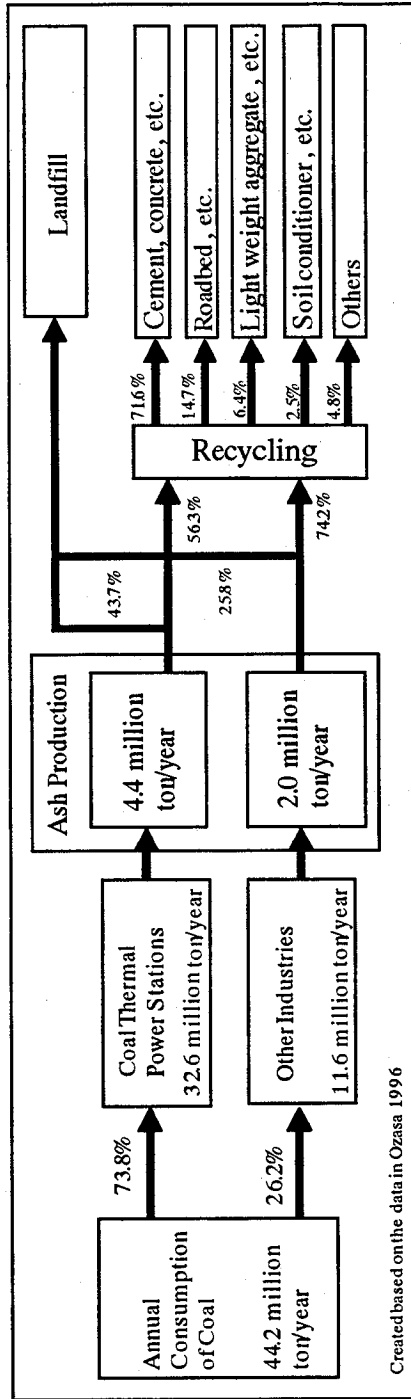 Annual
Consumption
of Coal
44.2 million
ton/year
73.8%
26.2%
Coal Thermal
Power Stations
32.6 million ton/year
Other Industries
11.6 million ton/year
Ash Production
4.4 million
ton/year
2.0 million
ton/year
43.7%
25.8%
56.3%
74.2%
Recycling
71.6%
14.7%
6.4%
2.5%
4.8%
Landfill
Cement, concrete, etc.
Roadbed , etc.
Light weight aggregate , etc.
Soil conditioner , etc.
Others
Created based on the data in Ozasa 1996